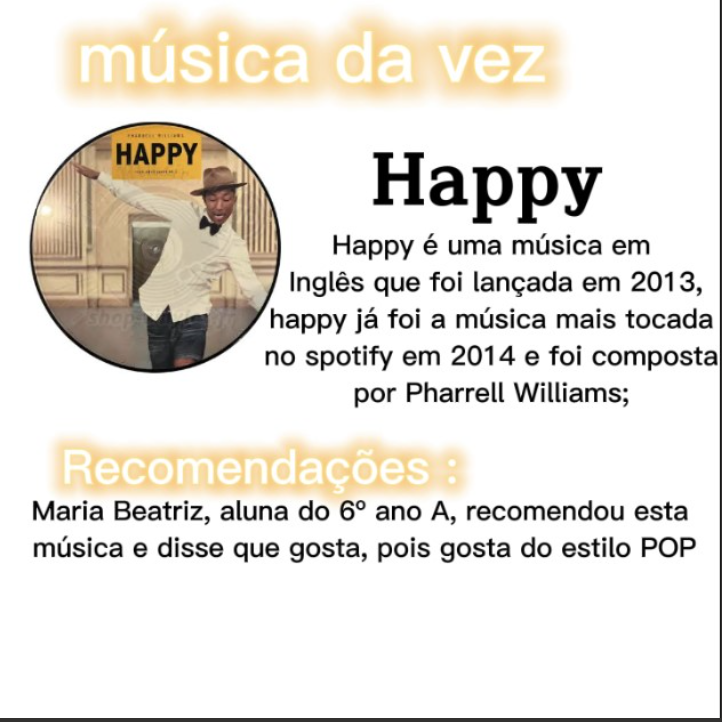 música da vez
PHARRELL WILLIAMS
HAPPY
Happy
Happy é uma música em
Inglês que foi lançada em 2013,
happy já foi a música mais tocada
no spotify em 2014 e foi composta
por Pharrell Williams;
Recomendações :
Maria Beatriz, aluna do 6º ano A, recomendou esta
música e disse que gosta, pois gosta do estilo POP